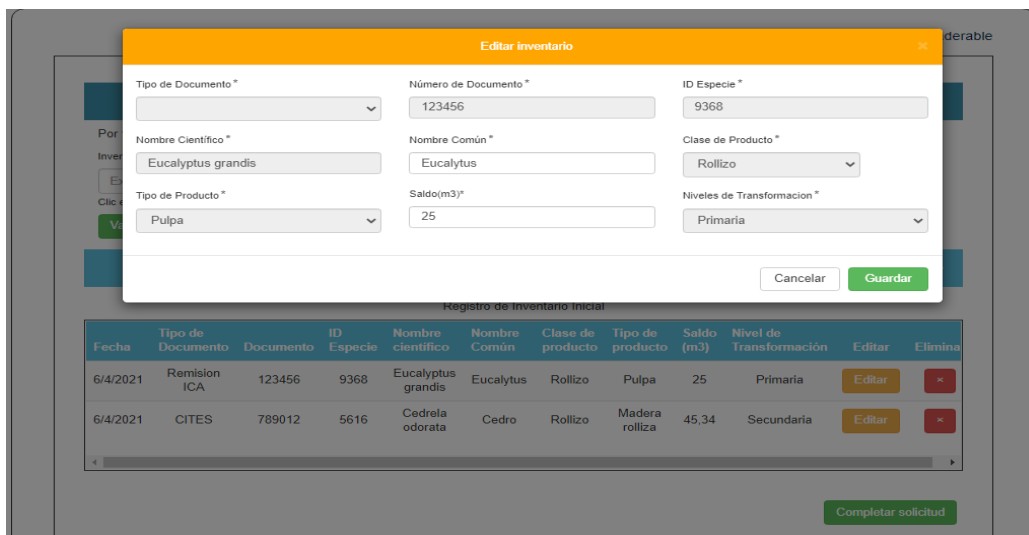 derable
Editar inventario
×
Tipo de Documento *
Número de Documento *
ID Especie *
123456
9368
Por
Nombre Científico *
Nombre Común *
Clase de Producto *
Inver
Eucalyptus grandis
Eucalytus
Rollizo
Tipo de Producto *
Saldo(m3)*
Niveles de Transformacion *
Clic e
Pulpa
25
Primaria
Va
Cancelar
Guardar
Registro de Inventario Inicial
Fecha
Tipo de Documento
Documento
ID Especie
Nombre científico
Nombre Común
Clase de producto
Tipo de producto
Saldo (m3)
Nivel de Transformación
Editar
Elimina
6/4/2021
Remision ICA
123456
9368
Eucalyptus grandis
Eucalytus
Rollizo
Pulpa
25
Primaria
Editar
×
6/4/2021
CITES
789012
5616
Cedrela odorata
Cedro
Rollizo
Madera rolliza
45,34
Secundaria
Editar
×
Completar solicitud